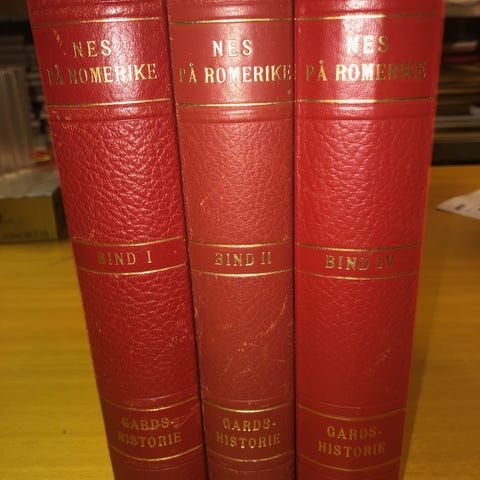 NES
PÅ ROMERIKE
BIND I
GARDS-
HISTORIE
NES
PÅ ROMERIKE
BIND II
GARDS-
HISTORIE
NES
PÅ ROMERIKE
BIND IV
GARDS-
HISTORIE